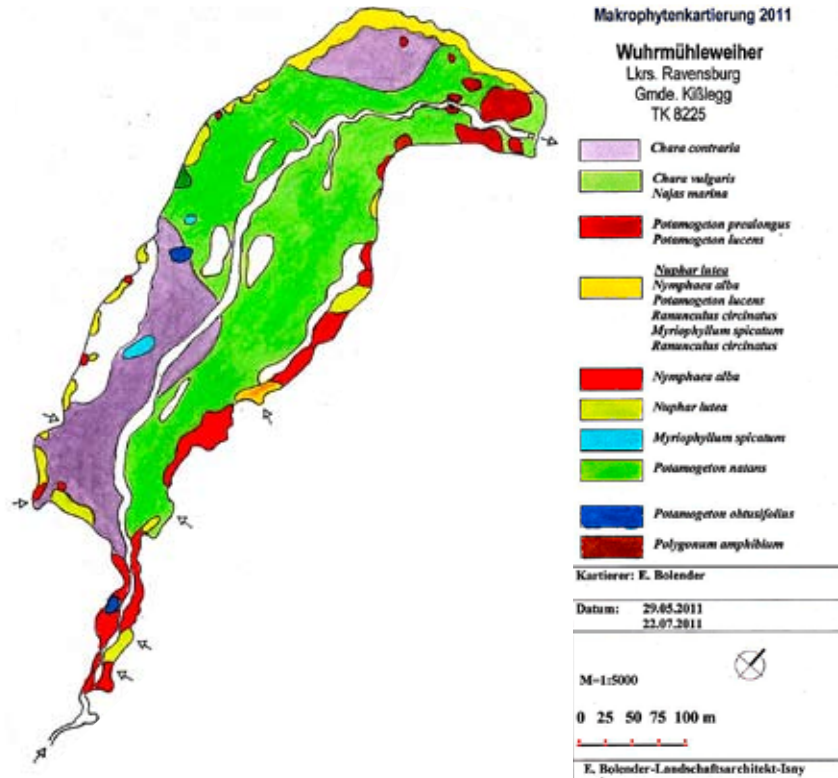 Makrophytenkartierung 2011
Wuhrmühleweiher
Lkrs. Ravensburg
Gmde. Kißlegg
TK 8225
Chara contraria
Chara vulgaris
Najas marina
Potamogeton prealongus
Potamogeton lucens
Nuphar lutea
Nymphaea alba
Potamogeton lucens
Ranunculus circinatus
Myriophyllum spicatum
Ranunculus circinatus
Nymphaea alba
Nuphar lutea
Myriophyllum spicatum
Potamogeton natans
Potamogeton obtusifolius
Polygonum amphibium
Kartierer: E. Bolender
Datum: 29.05.2011
22.07.2011
M=1:5000
0 25 50 75 100 m
E. Bolender-Landschaftsarchitekt-Isny